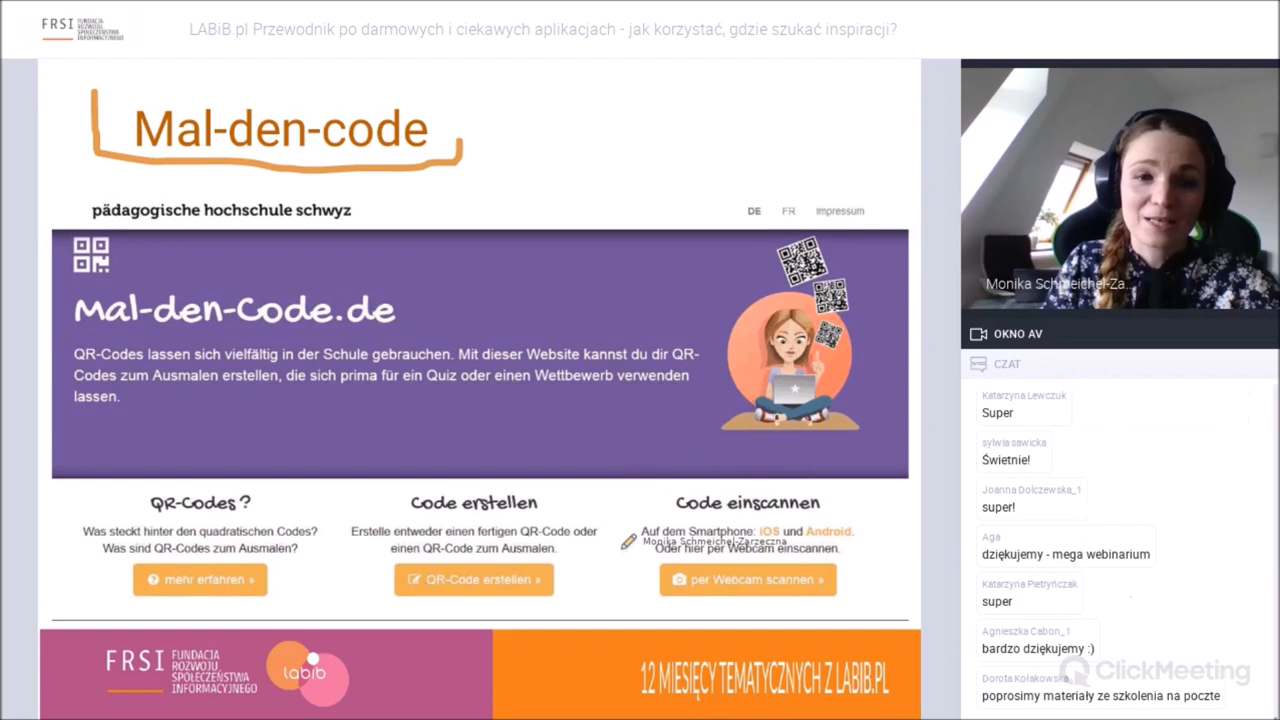 FRSI FUNDACJA ROZWOJU SPOŁECZEŃSTWA INFORMACYJNEGO
LABiB.pl Przewodnik po darmowych i ciekawych aplikacjach - jak korzystać, gdzie szukać inspiracji?
Mal-den-code
pädagogische hochschule schwyz
DE FR Impressum
Mal-den-Code.de
QR-Codes lassen sich vielfältig in der Schule gebrauchen. Mit dieser Website kannst du dir QR-
Codes zum Ausmalen erstellen, die sich prima für ein Quiz oder einen Wettbewerb verwenden
lassen.
QR-Codes?
Was steckt hinter den quadratischen Codes?
Was sind QR-Codes zum Ausmalen?
mehr erfahren »
Code erstellen
Erstelle entweder einen fertigen QR-Code oder
einen QR-Code zum Ausmalen.
QR-Code erstellen »
Code einscannen
Auf dem Smartphone: iOS und Android.
Monika Schmeichel-Zarzeczna
Oder hier per Webcam einscannen.
per Webcam scannen »
FRSI
FUNDACJA
ROZWOJU
SPOŁECZEŃSTWA
INFORMACYJNEGO
labib
12 MIESIĘCY TEMATYCZNYCH Z LABIB.PL
Monika Schmeichel-Za...
OKNO AV
CZAT
Katarzyna Lewczuk
Super
sylwia sawicka
Świetnie!
Joanna Dolczewska_1
super!
Aga
dziękujemy - mega webinarium
Katarzyna Pietryńczak
super
Agnieszka Cabon_1
bardzo dziękujemy :)
Dorota Kołakowska
poprosimy materiały ze szkolenia na poczte
ClickMeeting